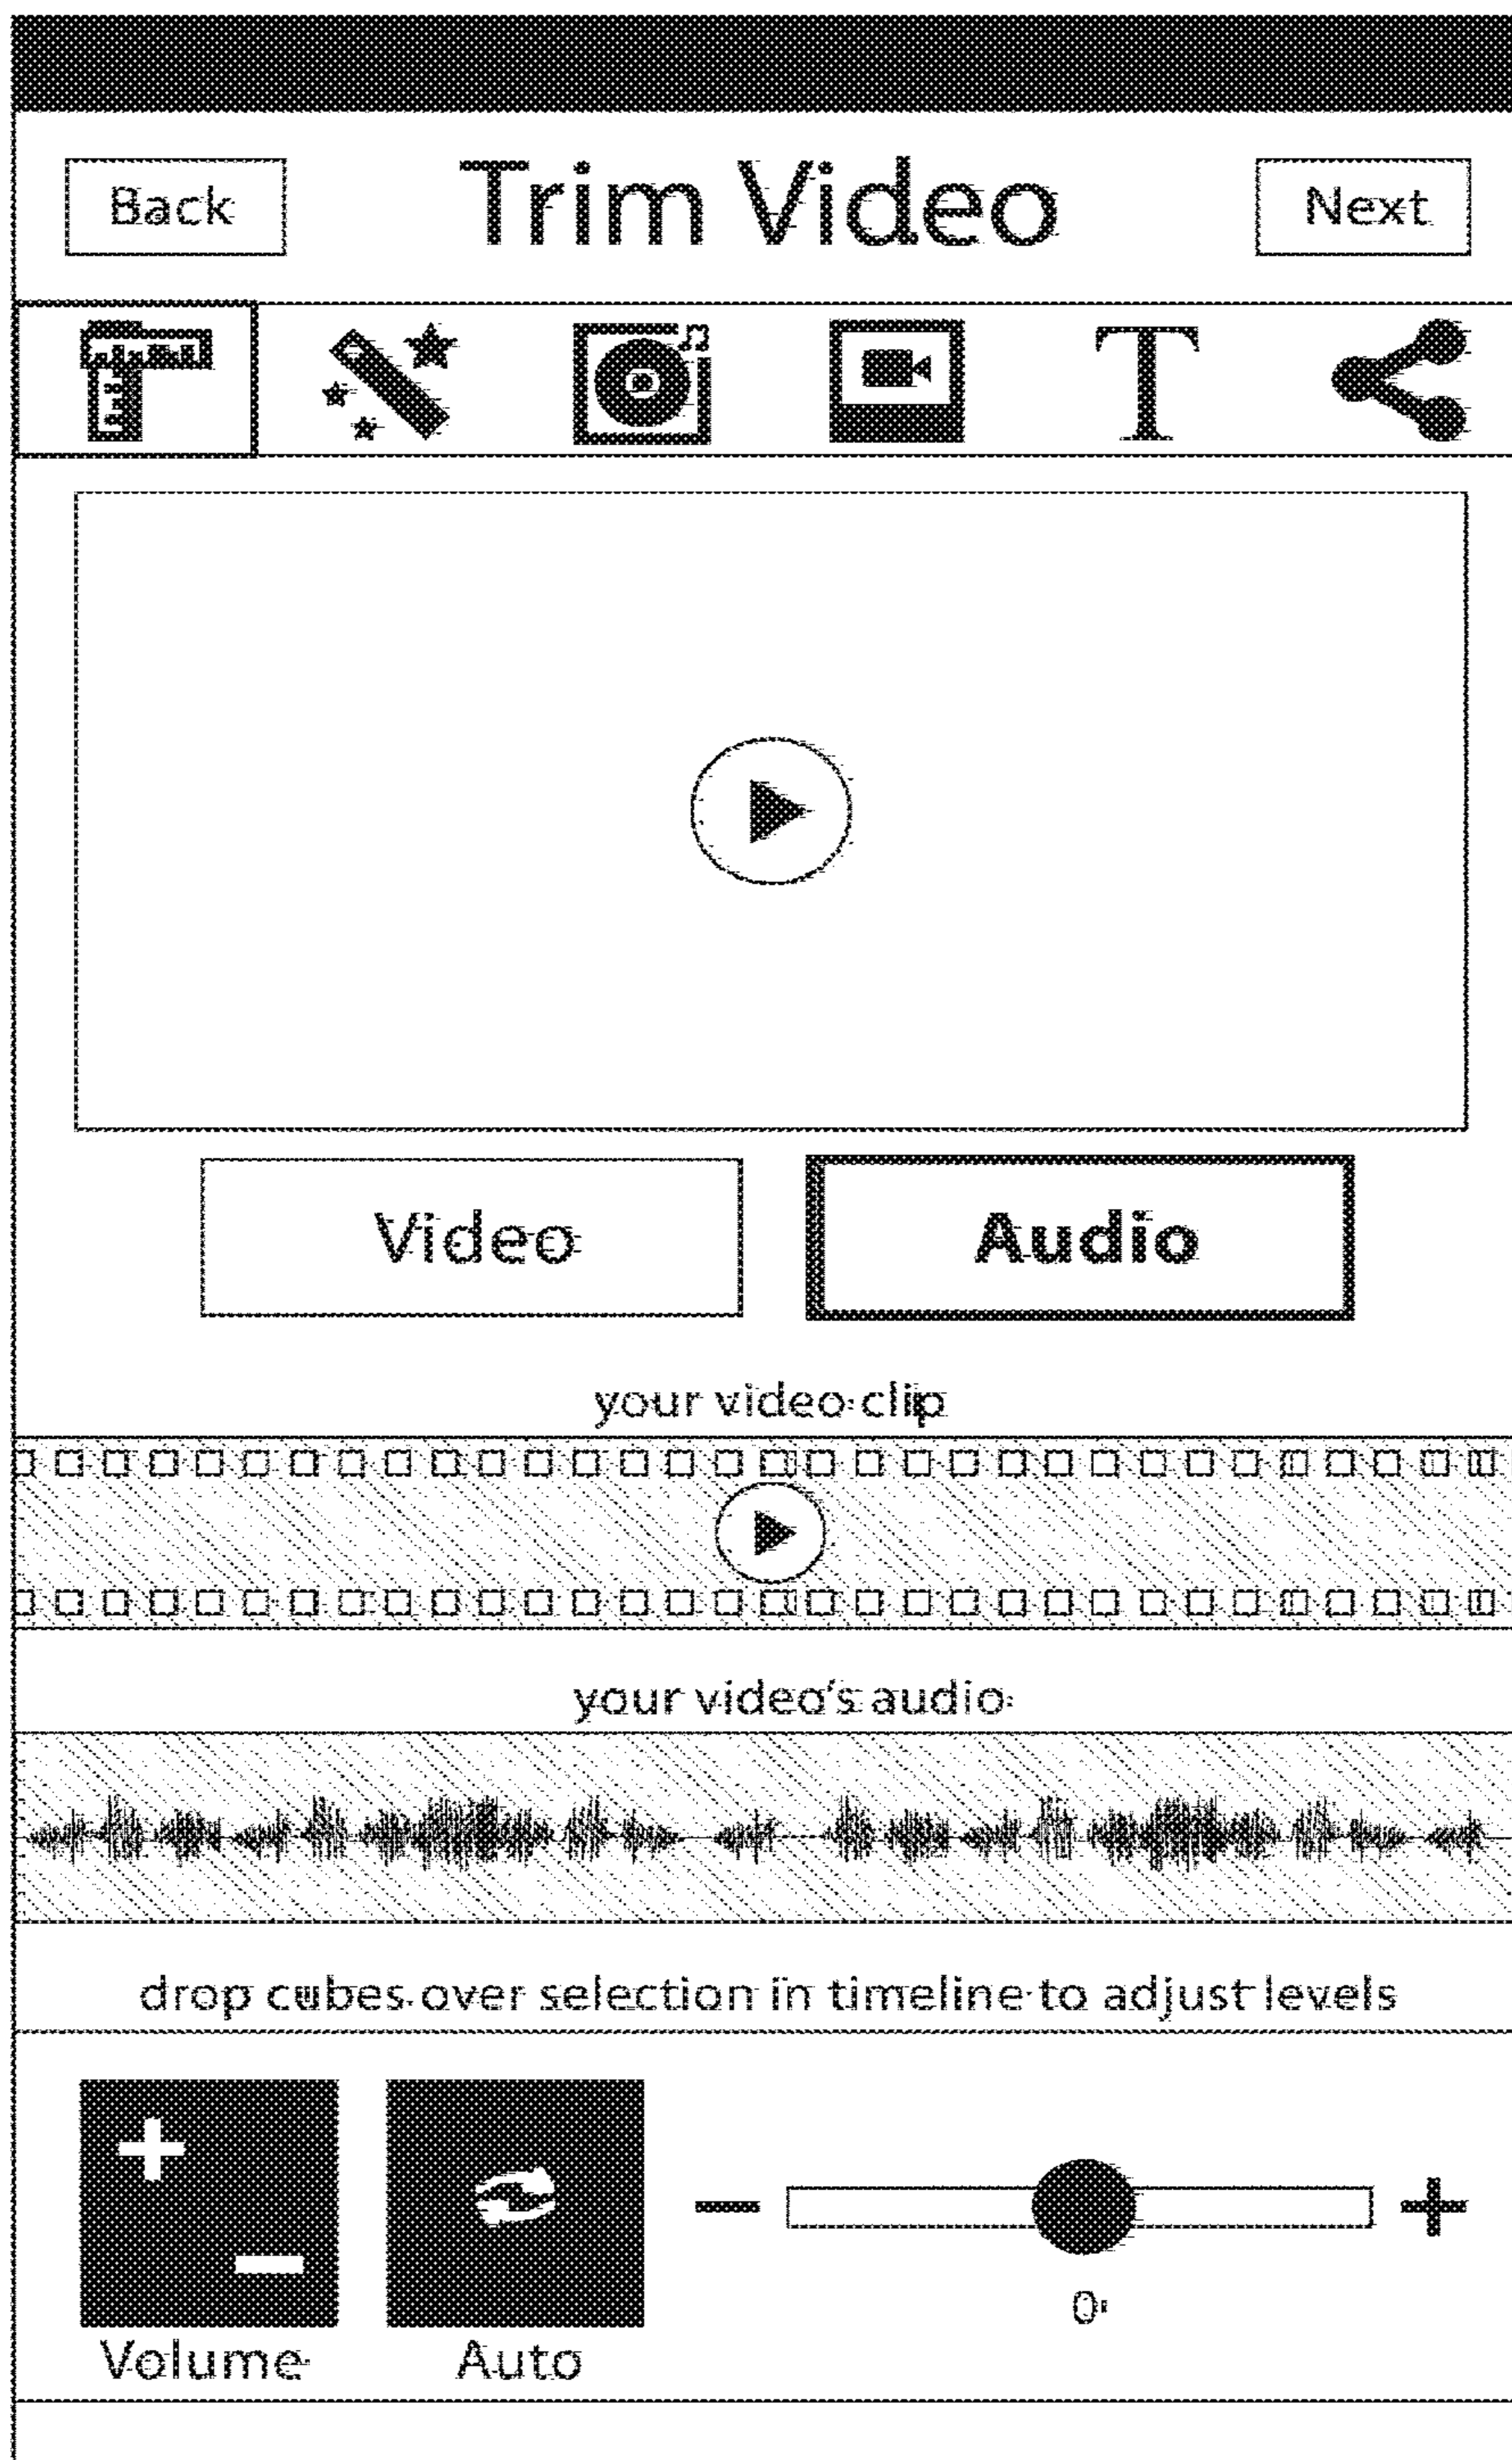 Back Trim Video Next
T
Video Audio
your video clip
your video's audio
drop cubes over selection in timeline to adjust levels
0
Volume Auto